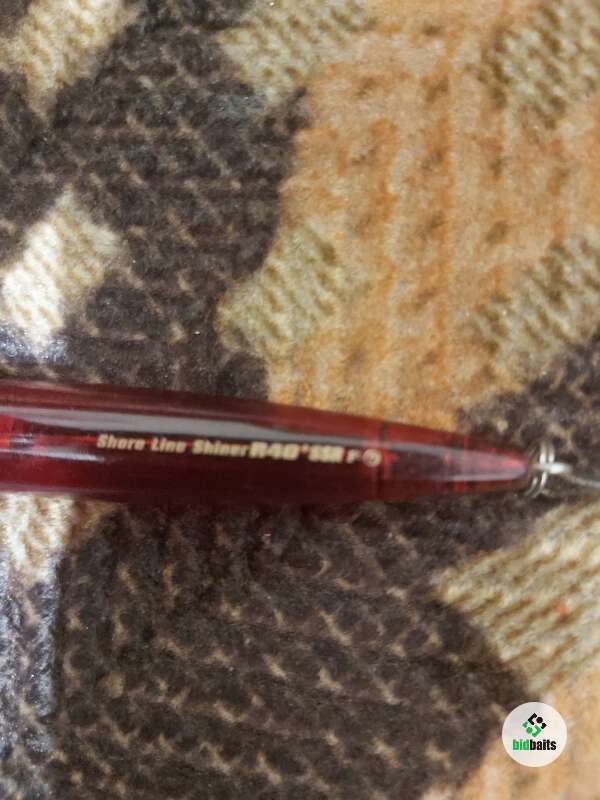 Shore Line Shiner R40+ SSR F
bidbaits